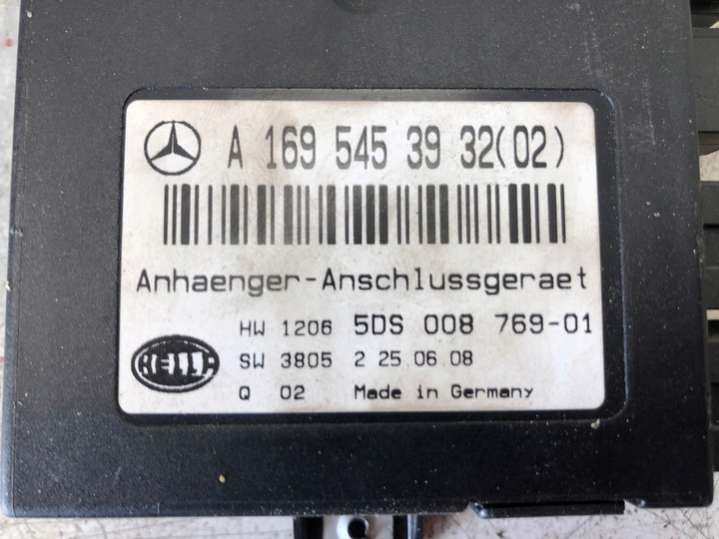 A 169 545 39 32(02)
Anhaenger-Anschlussgeraet
HW 1206 5DS 008 769-01
HELLA
SW 3805 2 25 06 08
Q 02 Made in Germany